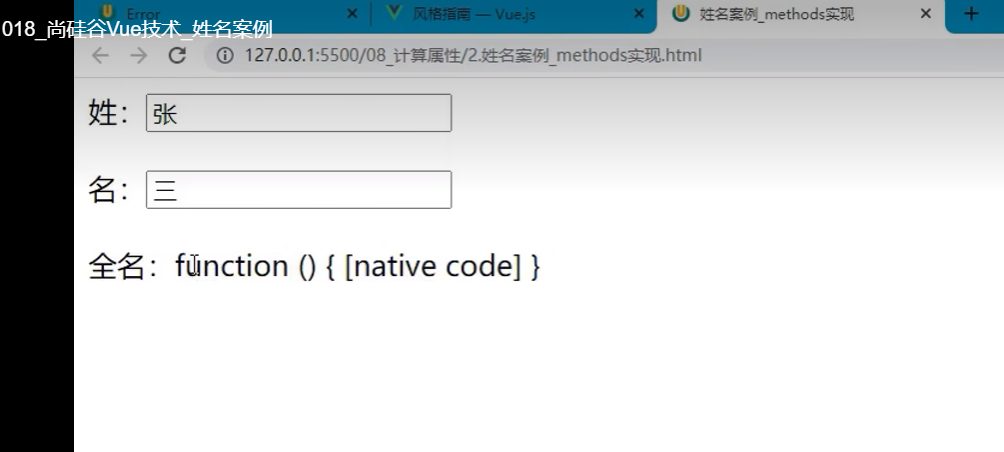 Error
风格指南 — Vue.js
姓名案例_methods实现
018_尚硅谷Vue技术_姓名案例
127.0.0.1:5500/08_计算属性/2.姓名案例_methods实现.html
姓：张
名：三
全名：function () { [native code] }